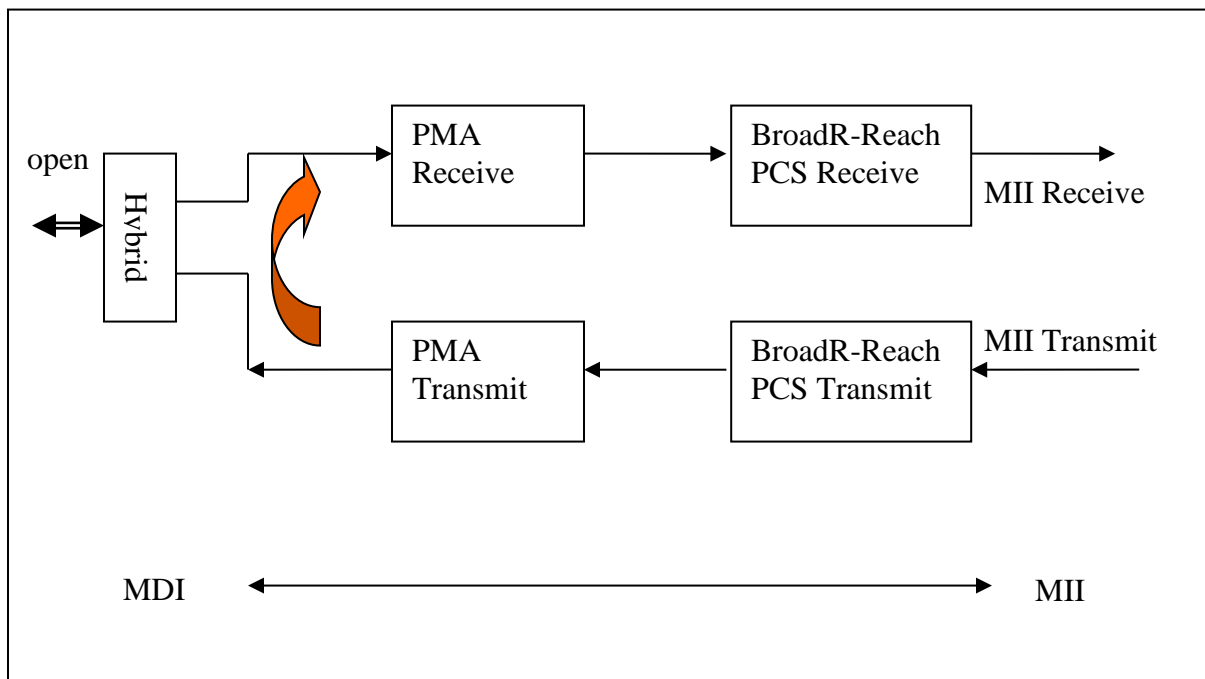 open
Hybrid
PMA
Receive
BroadR-Reach
PCS Receive
MII Receive
PMA
Transmit
BroadR-Reach
PCS Transmit
MII Transmit
MDI
MII